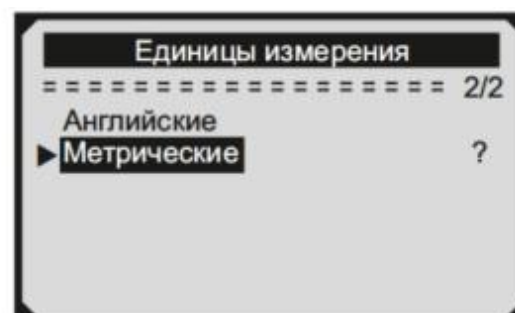 Единицы измерения
= = = = = = = = = = = = = = = = = = 2/2
Английские
▶Метрические ?